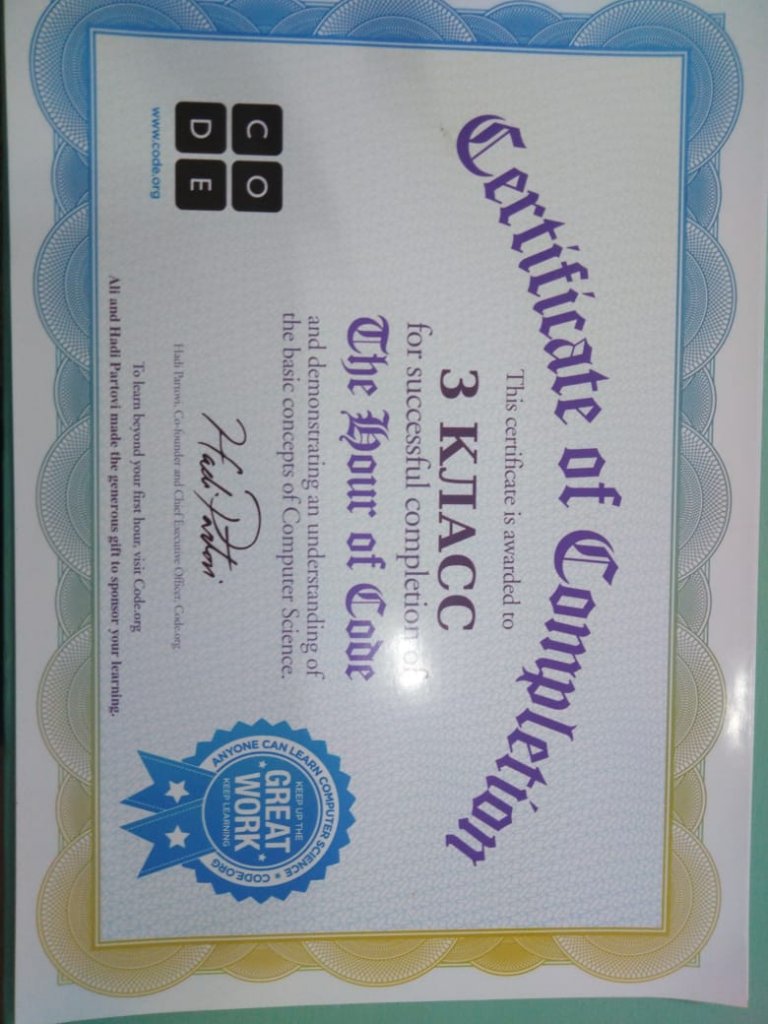 Certificate of Completion
This certificate is awarded to
3 КЛАСС
for successful completion of
The Hour of Code
and demonstrating an understanding of
the basic concepts of Computer Science.
Hadi Partovi
Hadi Partovi, Co-founder and Chief Executive Officer, Code.org
To learn beyond your first hour, visit Code.org
Ali and Hadi Partovi made the generous gift to sponsor your learning.
C O
D E
www.code.org
ANYONE CAN LEARN COMPUTER SCIENCE
KEEP UP THE
GREAT
WORK
KEEP LEARNING
CODE.ORG